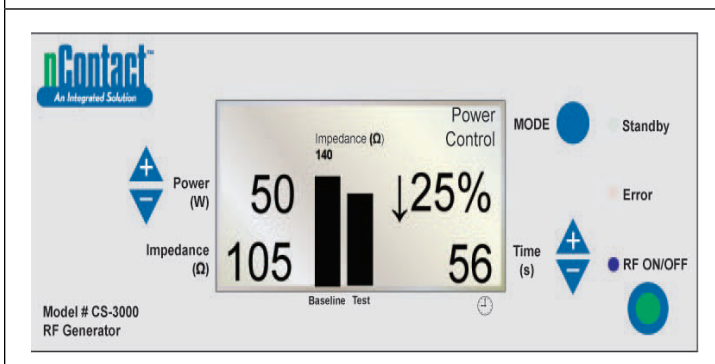 nContact™
An Integrated Solution
Power
Control
MODE
Standby
Impedance (Ω)
140
Power
(W)
50
↓25%
Error
Impedance
(Ω)
105
56
Time
(s)
RF ON/OFF
Baseline Test
Model # CS-3000
RF Generator